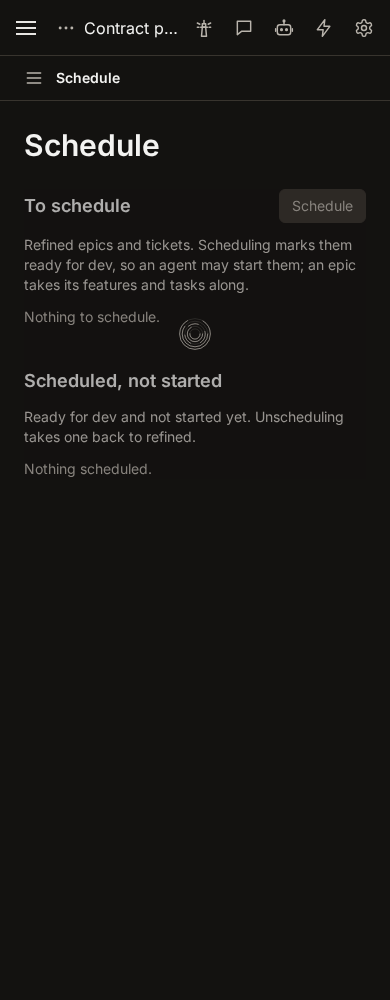 Contract p...
Schedule
Schedule
To schedule
Schedule
Refined epics and tickets. Scheduling marks them
ready for dev, so an agent may start them; an epic
takes its features and tasks along.
Nothing to schedule.
Scheduled, not started
Ready for dev and not started yet. Unscheduling
takes one back to refined.
Nothing scheduled.